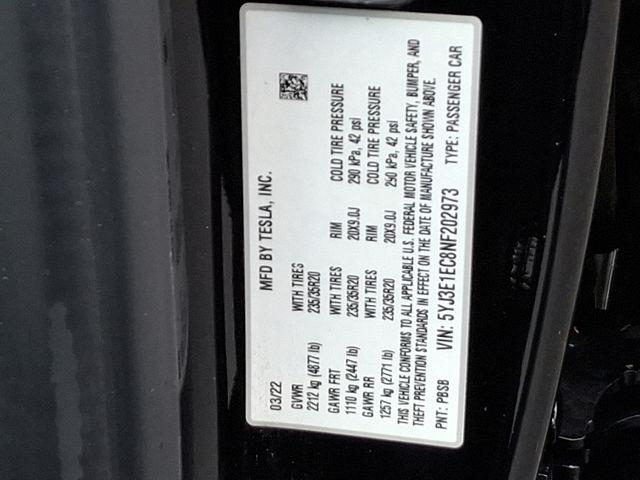 03/22 MFD BY TESLA, INC.
GVWR WITH TIRES
2212 kg (4877 lb) 235/35R20
GAWR FRT WITH TIRES RIM COLD TIRE PRESSURE
1110 kg (2447 lb) 235/35R20 20X9.0J 290 kPa, 42 psi
GAWR RR WITH TIRES RIM COLD TIRE PRESSURE
1257 kg (2771 lb) 235/35R20 20X9.0J 290 kPa, 42 psi
THIS VEHICLE CONFORMS TO ALL APPLICABLE U.S. FEDERAL MOTOR VEHICLE SAFETY, BUMPER, AND
THEFT PREVENTION STANDARDS IN EFFECT ON THE DATE OF MANUFACTURE SHOWN ABOVE.
PNT: PBSB VIN: 5YJ3E1EC8NF202973 TYPE: PASSENGER CAR